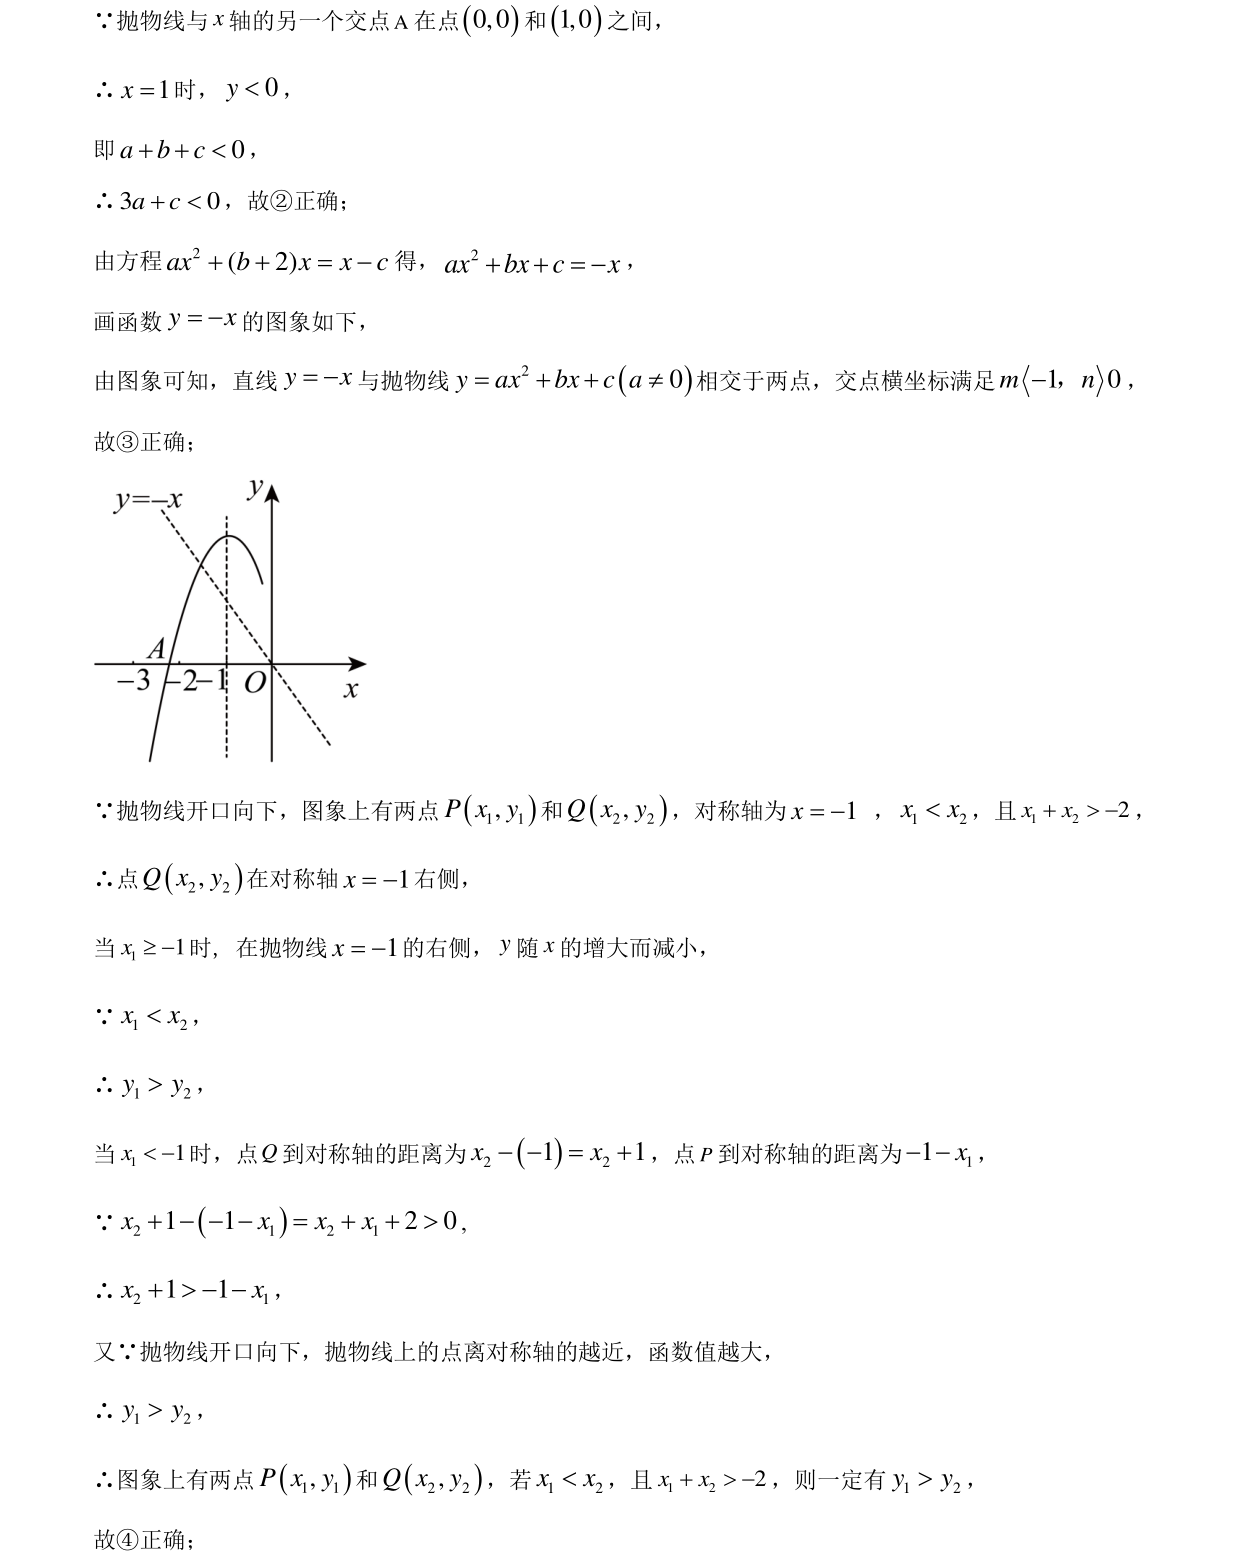 ∵抛物线与x轴的另一个交点A在点(0,0)和(1,0)之间，
∴x=1时，y<0，
即a+b+c<0，
∴3a+c<0，故②正确；
由方程ax²+(b+2)x=x−c得，ax²+bx+c=−x，
画函数y=−x的图象如下，
由图象可知，直线y=−x与抛物线y=ax²+bx+c(a≠0)相交于两点，交点横坐标满足m⟨−1，n⟩0，
故③正确；
y=–x
y
A
−3
−2
−1
O
x
∵抛物线开口向下，图象上有两点P(x₁,y₁)和Q(x₂,y₂)，对称轴为x=−1 ，x₁<x₂，且x₁+x₂>−2，
∴点Q(x₂,y₂)在对称轴x=−1右侧，
当x₁≥−1时，在抛物线x=−1的右侧，y随x的增大而减小，
∵x₁<x₂，
∴y₁>y₂，
当x₁<−1时，点Q到对称轴的距离为x₂−(−1)=x₂+1，点P到对称轴的距离为−1−x₁，
∵x₂+1−(−1−x₁)=x₂+x₁+2>0，
∴x₂+1>−1−x₁，
又∵抛物线开口向下，抛物线上的点离对称轴的越近，函数值越大，
∴y₁>y₂，
∴图象上有两点P(x₁,y₁)和Q(x₂,y₂)，若x₁<x₂，且x₁+x₂>−2，则一定有y₁>y₂，
故④正确；